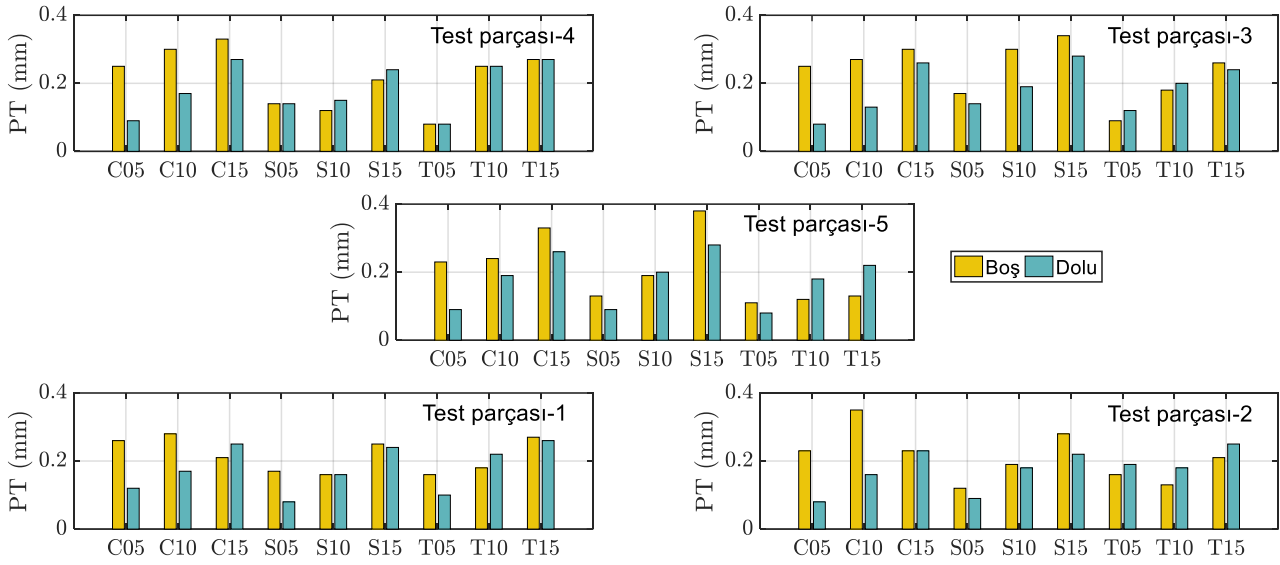 Test parçası-4
PT (mm)
0.4
0.2
0
C05 C10 C15 S05 S10 S15 T05 T10 T15
Test parçası-3
PT (mm)
0.4
0.2
0
C05 C10 C15 S05 S10 S15 T05 T10 T15
Test parçası-5
PT (mm)
0.4
0.2
0
C05 C10 C15 S05 S10 S15 T05 T10 T15
Boş Dolu
Test parçası-1
PT (mm)
0.4
0.2
0
C05 C10 C15 S05 S10 S15 T05 T10 T15
Test parçası-2
PT (mm)
0.4
0.2
0
C05 C10 C15 S05 S10 S15 T05 T10 T15